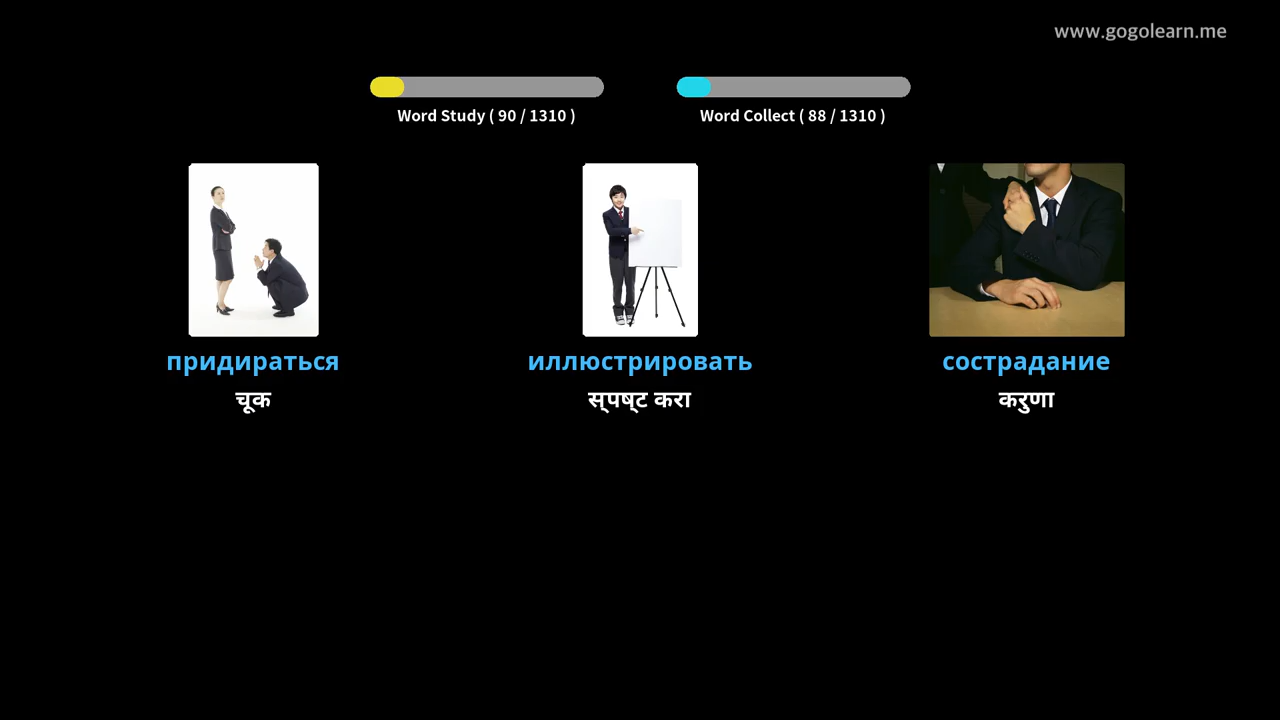 www.gogolearn.me
Word Study ( 90 / 1310 )
Word Collect ( 88 / 1310 )
придираться
иллюстрировать
сострадание
चूक
स्पष्ट करा
करुणा